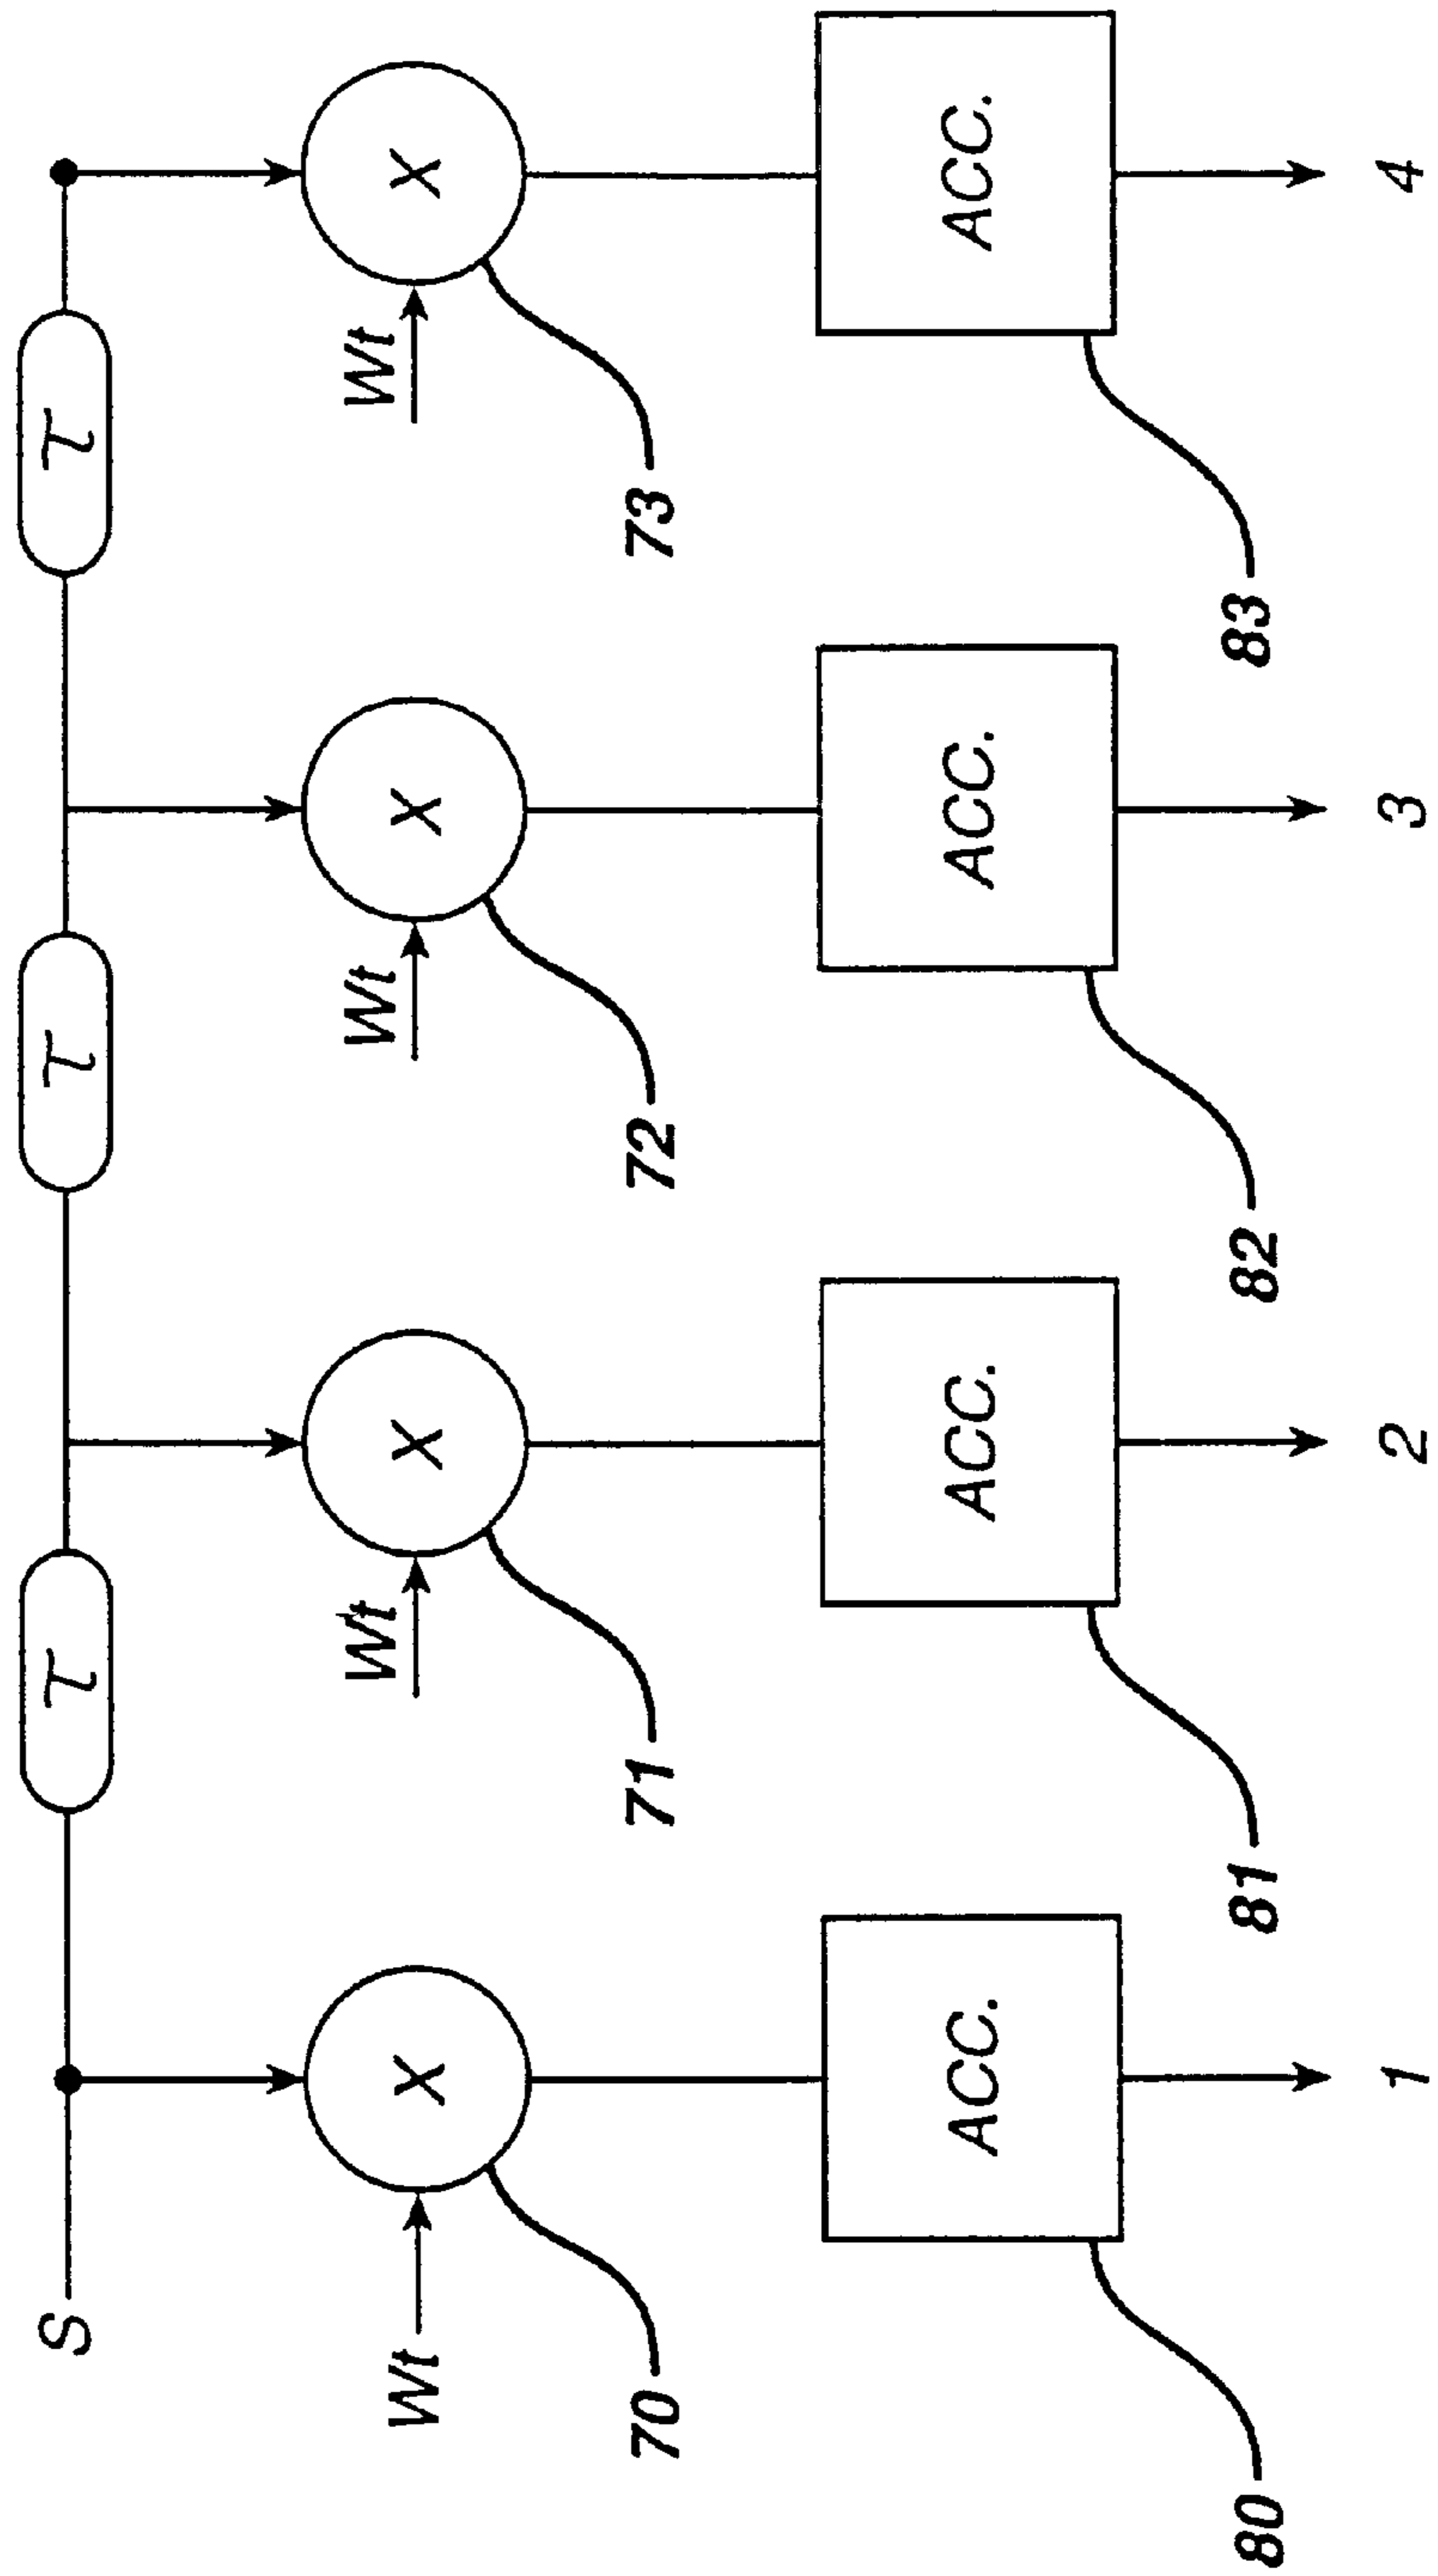 S τ τ τ
Wt X Wt X Wt X Wt X
70 71 72 73
ACC. ACC. ACC. ACC.
80 81 82 83
1 2 3 4